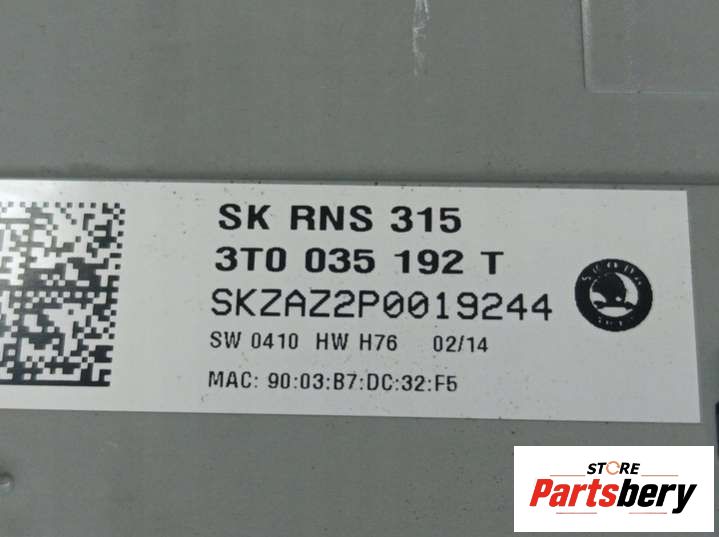 SK RNS 315
3T0 035 192 T
SKZAZ2P0019244
SW 0410 HW H76 02/14
MAC: 90:03:B7:DC:32:F5
SKODA
STORE
Partsbery